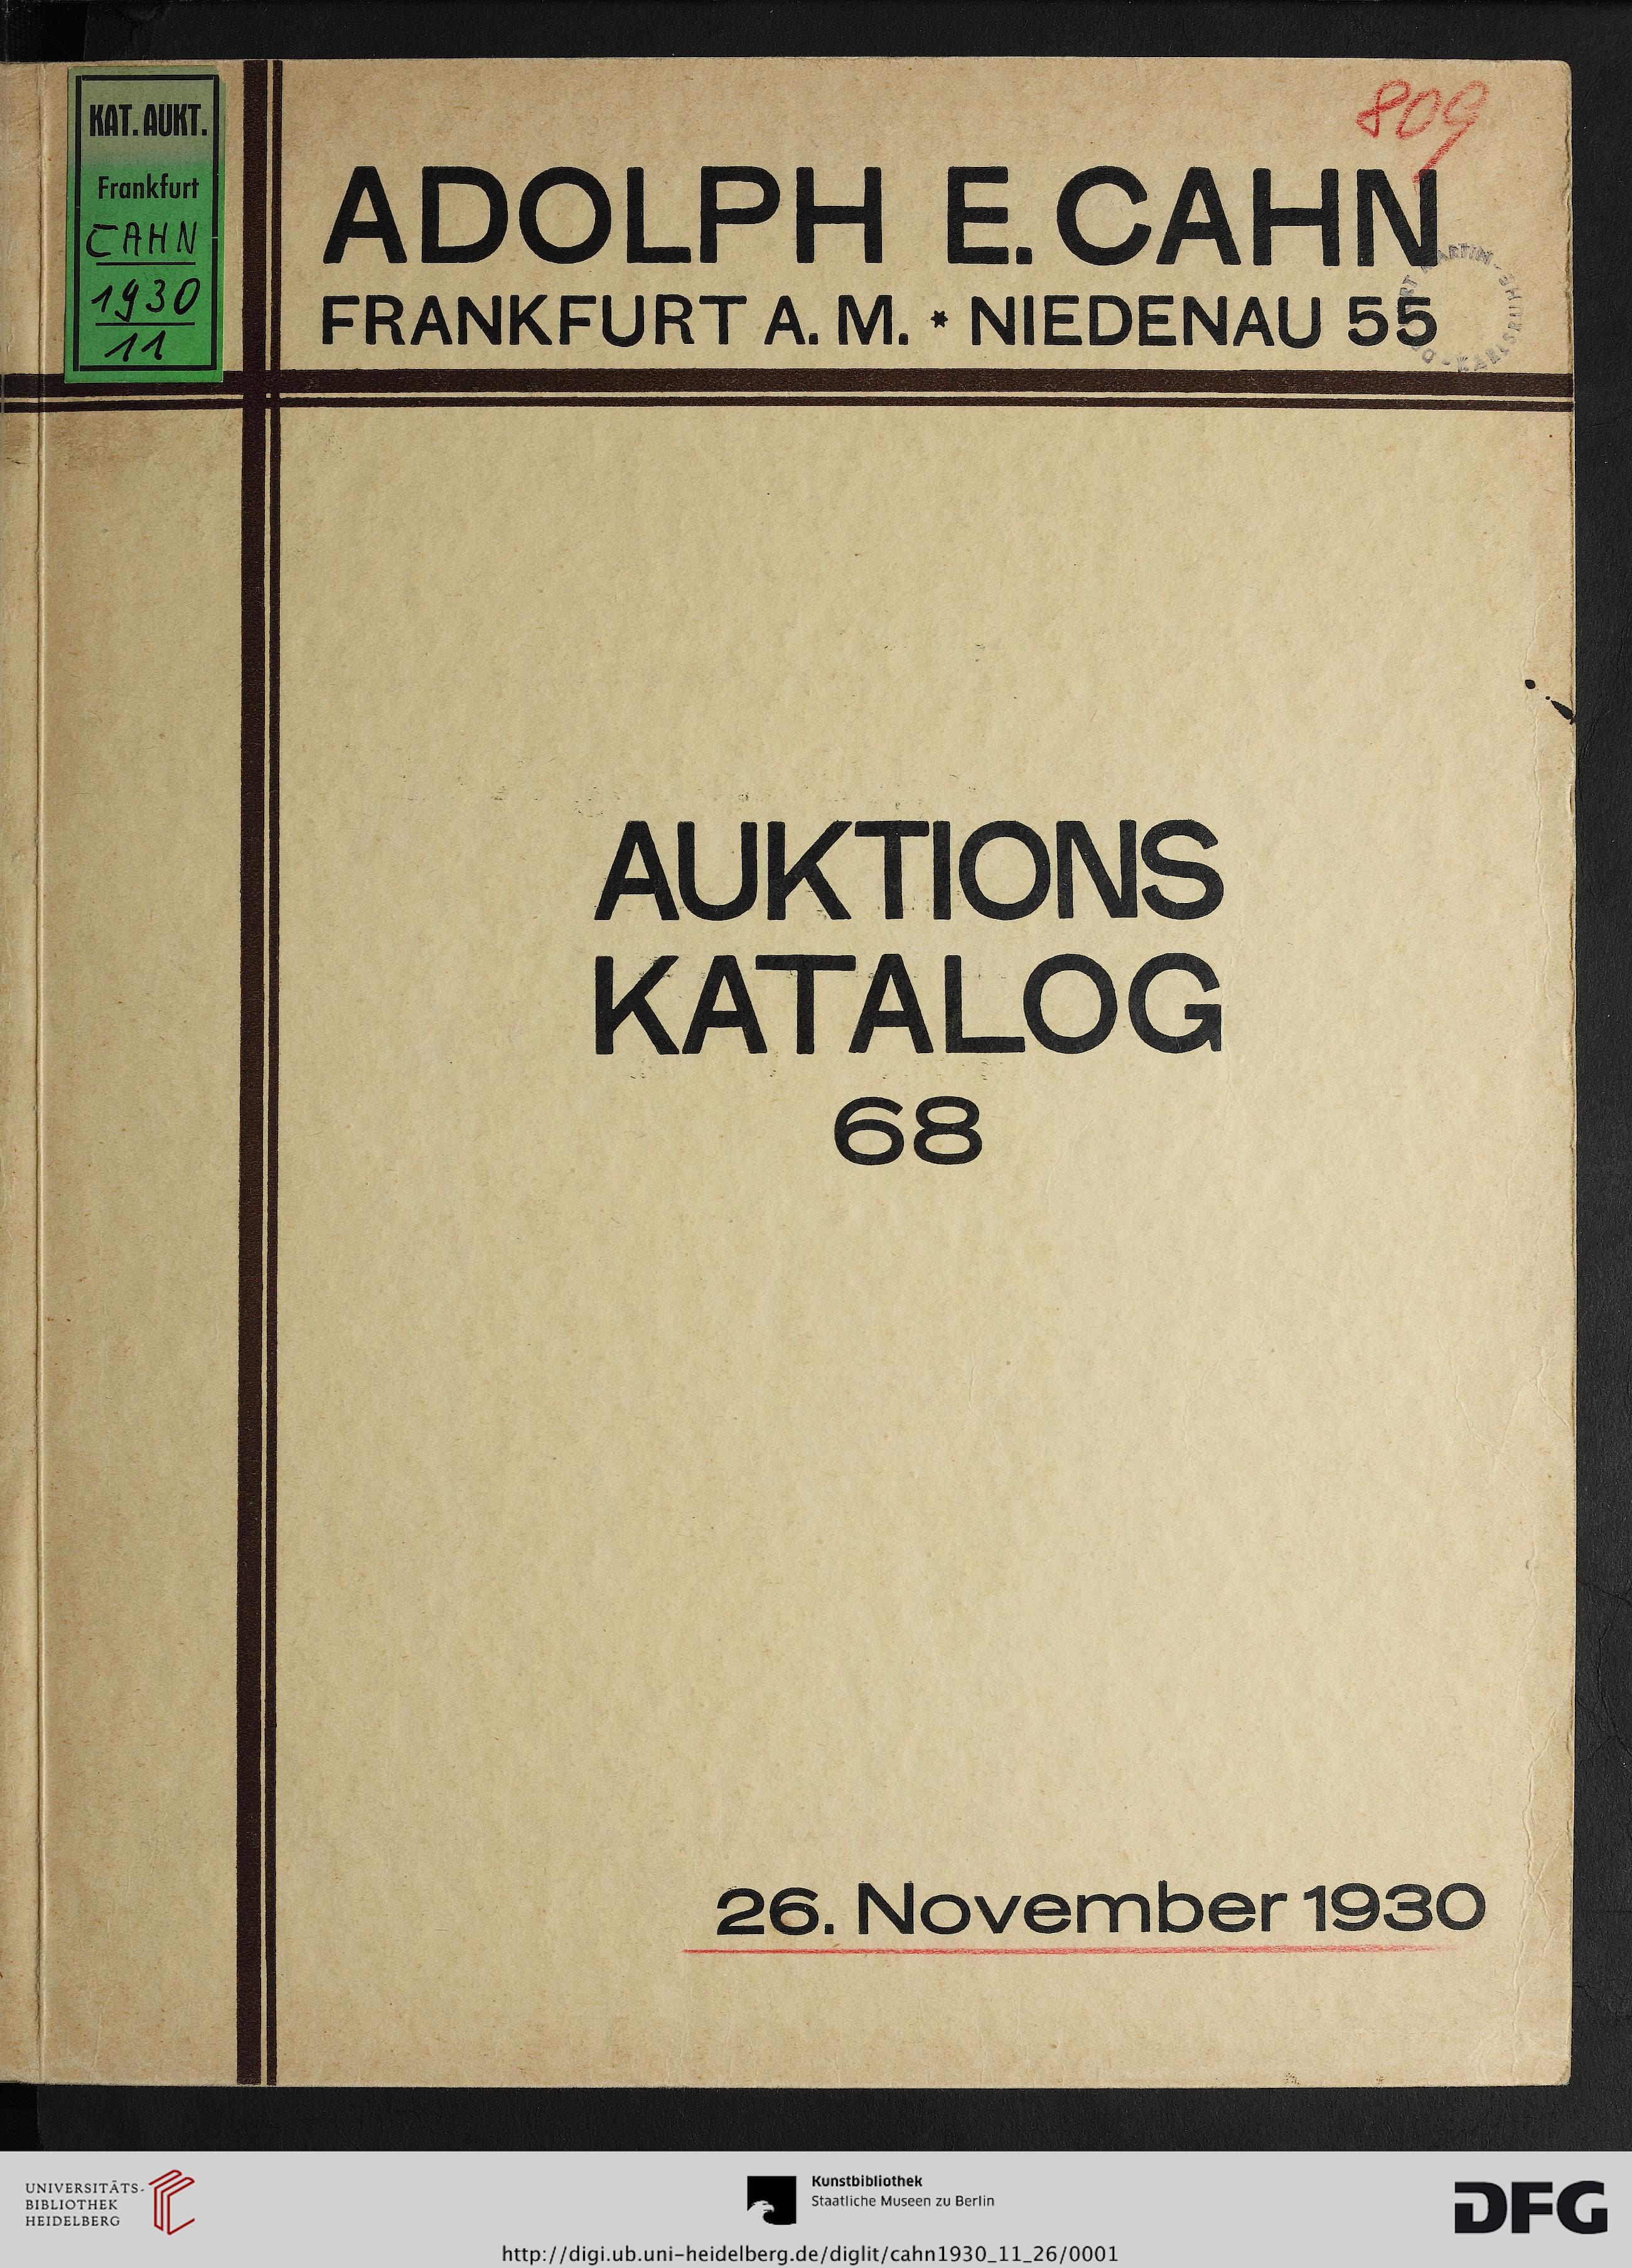 KAT. AUKT.
Frankfurt
CAHN
1930
11
809
ADOLPH E. CAHN
FRANKFURT A. M. * NIEDENAU 55
KARLSRUHE
AUKTIONS
KATALOG
68
26. November 1930
UNIVERSITÄTS-
BIBLIOTHEK
HEIDELBERG
Kunstbibliothek
Staatliche Museen zu Berlin
DFG
http://digi.ub.uni-heidelberg.de/diglit/cahn1930_11_26/0001